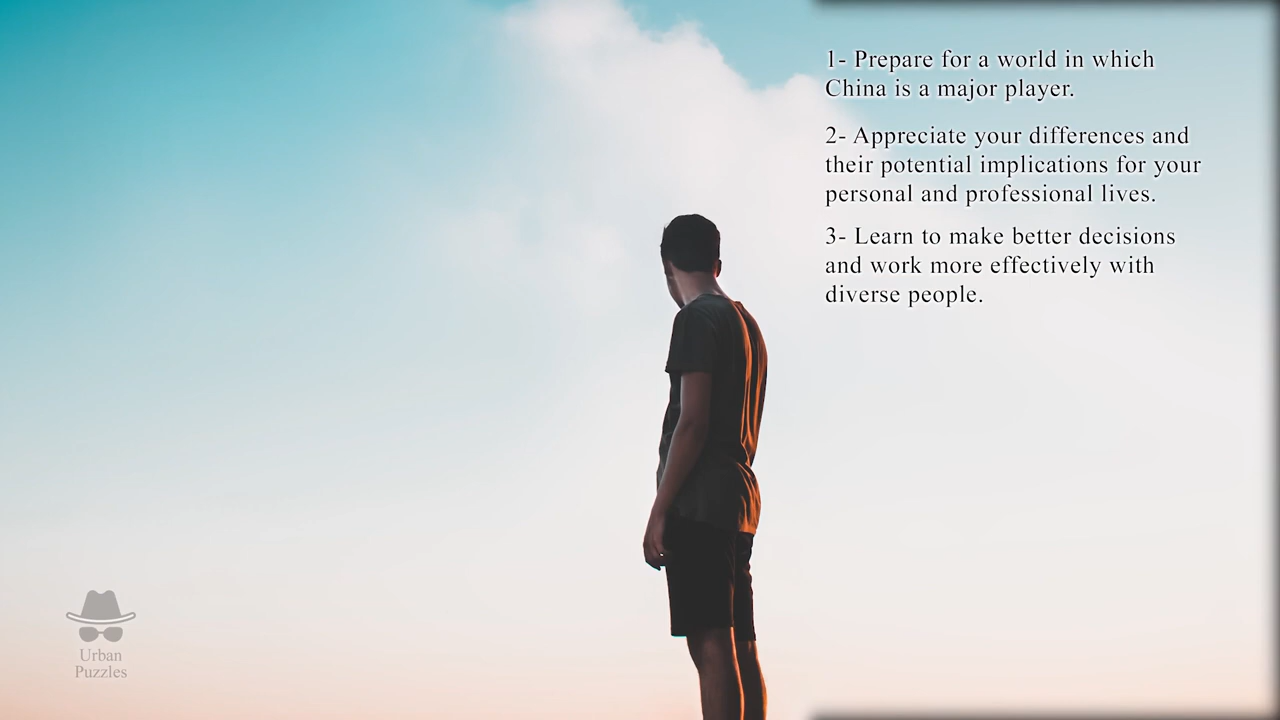 1- Prepare for a world in which
China is a major player.
2- Appreciate your differences and
their potential implications for your
personal and professional lives.
3- Learn to make better decisions
and work more effectively with
diverse people.
Urban
Puzzles